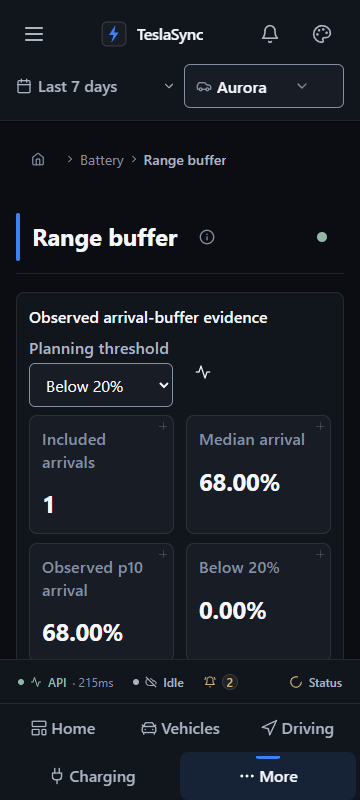 TeslaSync
Last 7 days
Aurora
Battery
Range buffer
Range buffer
Observed arrival-buffer evidence
Planning threshold
Below 20%
Included
arrivals
1
Median arrival
68.00%
Observed p10
arrival
68.00%
Below 20%
0.00%
API · 215ms
Idle
2
Status
Home
Vehicles
Driving
Charging
More